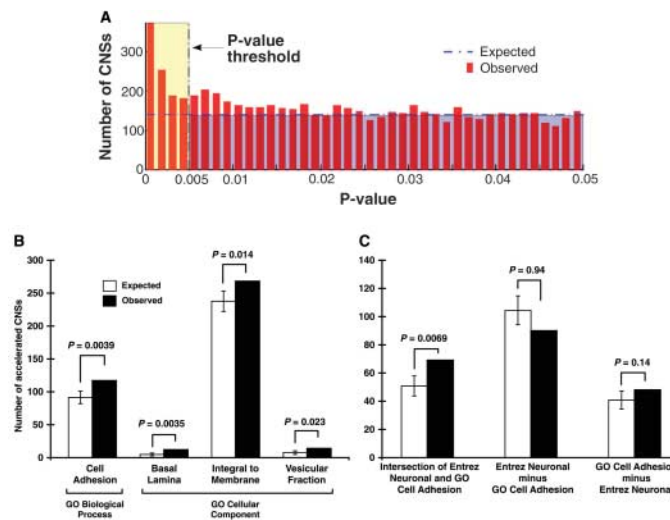 A
P-value
threshold
Expected
Observed
Number of CNSs
300
200
100
0
0
0.005
0.01
0.02
0.03
0.04
0.05
P-value
B
P = 0.014
Expected
Observed
P = 0.0039
P = 0.0035
P = 0.023
Number of accelerated CNSs
300
250
200
150
100
50
0
Cell
Adhesion
Basal
Lamina
Integral to
Membrane
Vesicular
Fraction
GO Biological
Process
GO Cellular
Component
C
P = 0.94
P = 0.0069
P = 0.14
140
120
100
80
60
40
20
0
Intersection of Entrez
Neuronal and GO
Cell Adhesion
Entrez Neuronal
minus
GO Cell Adhesion
GO Cell Adhesion
minus
Entrez Neuronal